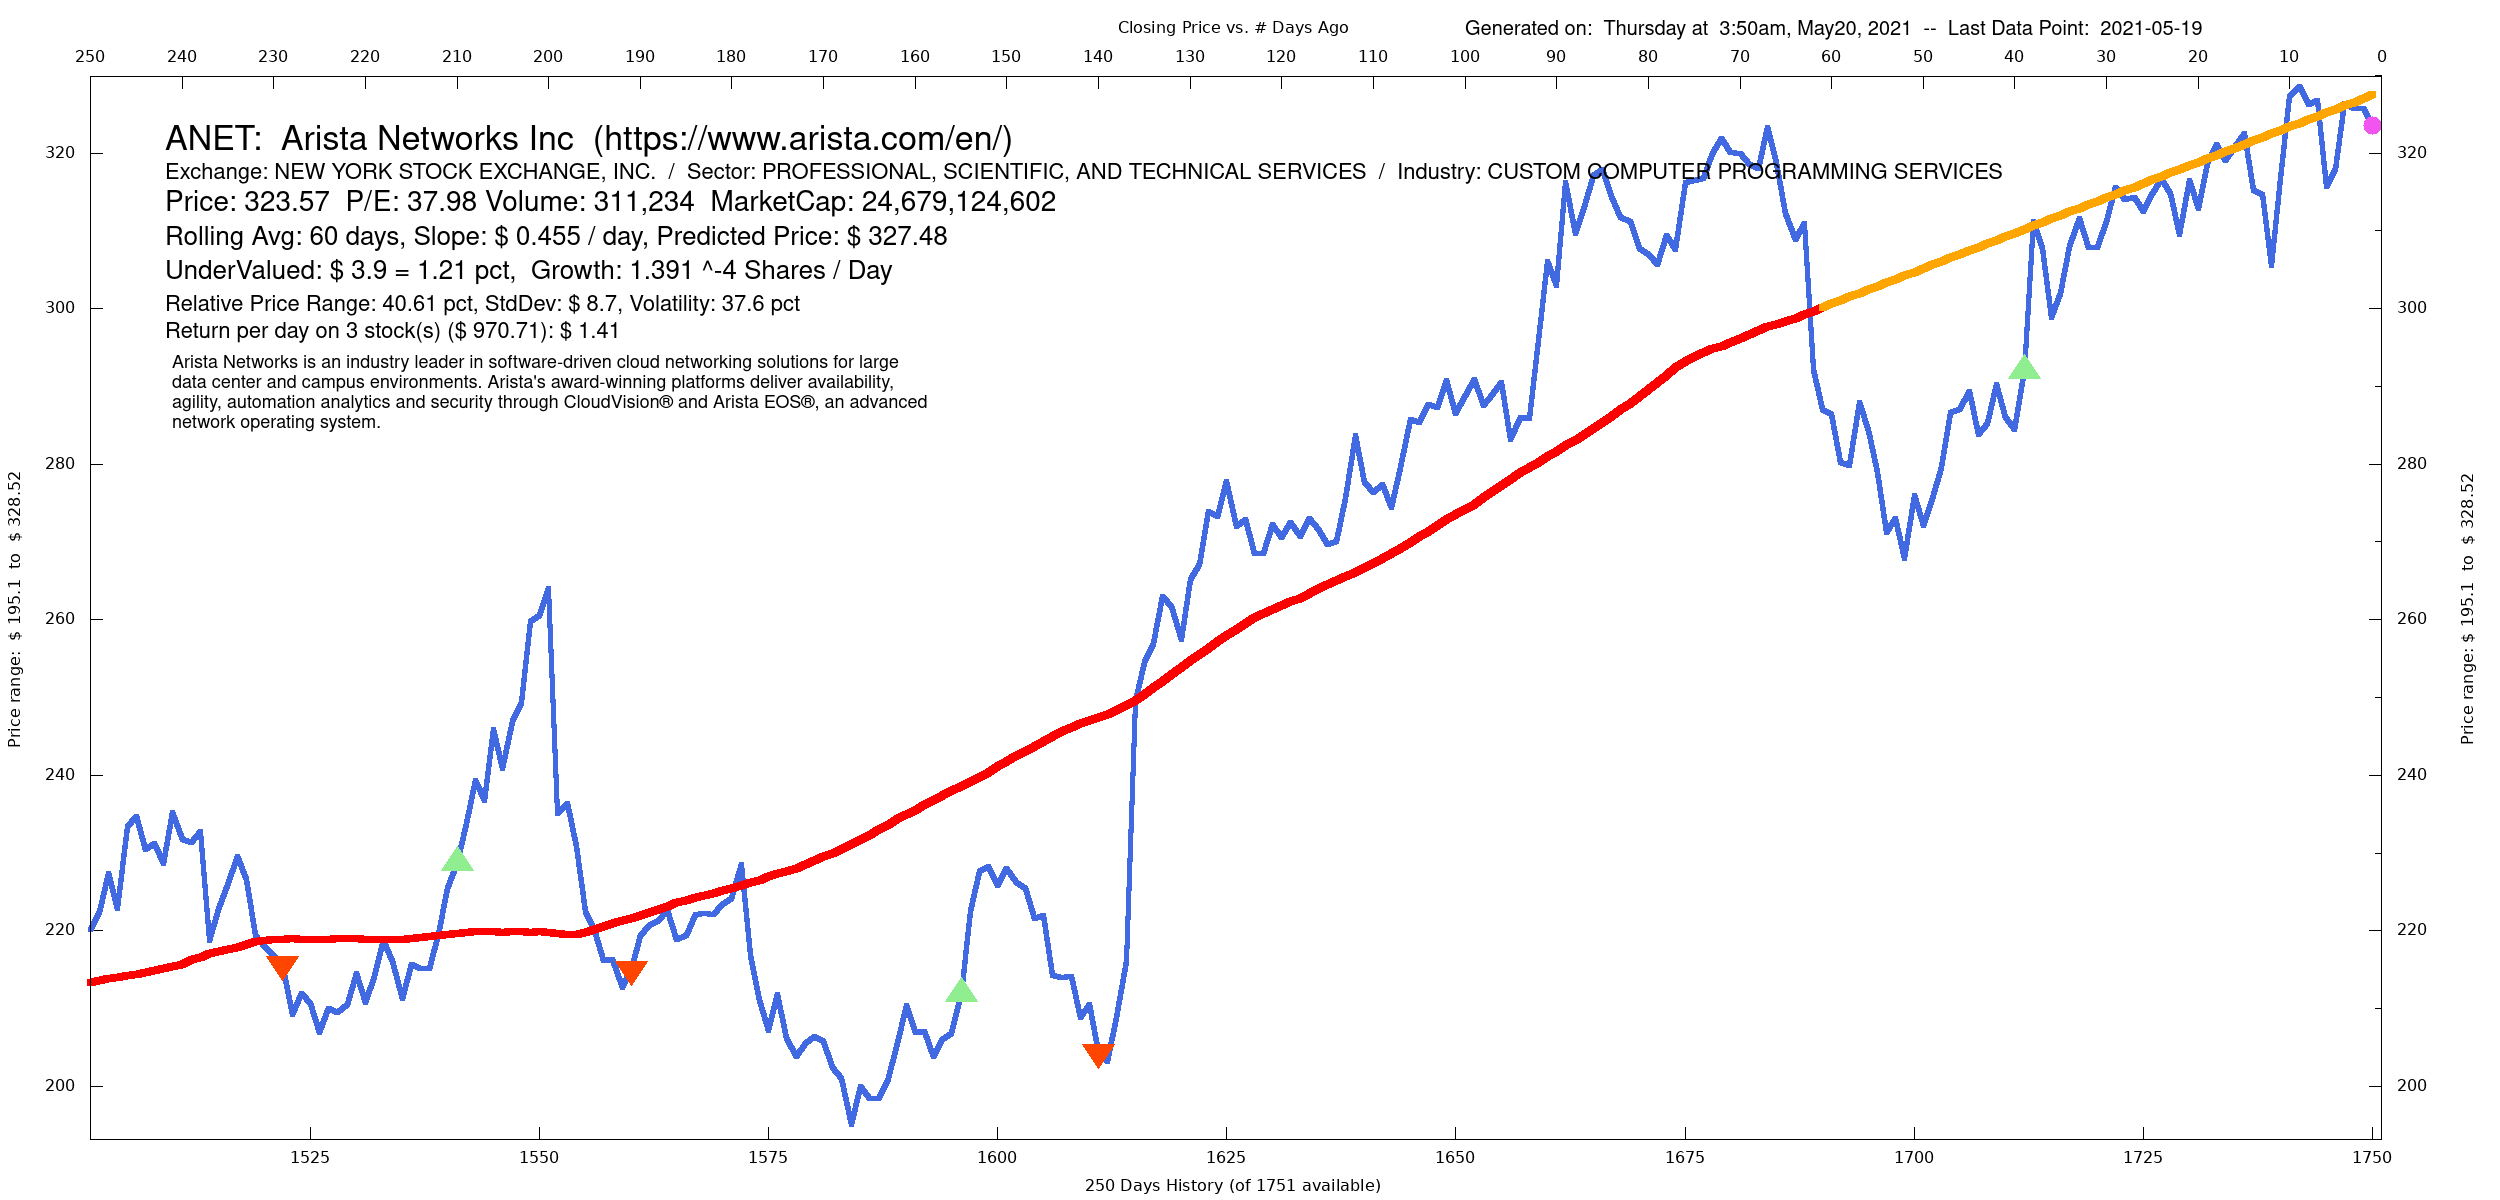 Closing Price vs. # Days Ago
Generated on:  Thursday at  3:50am, May20, 2021  --  Last Data Point:  2021-05-19
250 240 230 220 210 200 190 180 170 160 150 140 130 120 110 100 90 80 70 60 50 40 30 20 10 0
ANET:  Arista Networks Inc  (https://www.arista.com/en/)
Exchange: NEW YORK STOCK EXCHANGE, INC.  /  Sector: PROFESSIONAL, SCIENTIFIC, AND TECHNICAL SERVICES  /  Industry: CUSTOM COMPUTER PROGRAMMING SERVICES
Price: 323.57  P/E: 37.98 Volume: 311,234  MarketCap: 24,679,124,602
Rolling Avg: 60 days, Slope: $ 0.455 / day, Predicted Price: $ 327.48
UnderValued: $ 3.9 = 1.21 pct,  Growth: 1.391 ^-4 Shares / Day
Relative Price Range: 40.61 pct, StdDev: $ 8.7, Volatility: 37.6 pct
Return per day on 3 stock(s) ($ 970.71): $ 1.41
Arista Networks is an industry leader in software-driven cloud networking solutions for large
data center and campus environments. Arista's award-winning platforms deliver availability,
agility, automation analytics and security through CloudVision® and Arista EOS®, an advanced
network operating system.
320
300
280
260
240
220
200
Price range:  $ 195.1  to  $ 328.52
320
300
280
260
240
220
200
Price range: $ 195.1  to  $ 328.52
1525 1550 1575 1600 1625 1650 1675 1700 1725 1750
250 Days History (of 1751 available)